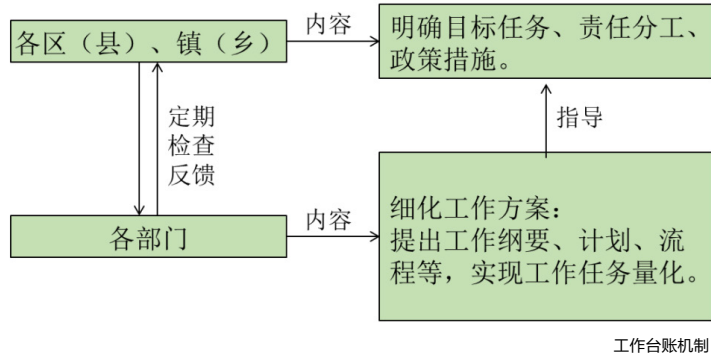 各区（县）、镇（乡）
内容
明确目标任务、责任分工、
政策措施。
定期
检查
反馈
指导
各部门
内容
细化工作方案：
提出工作纲要、计划、流
程等，实现工作任务量化。
工作台账机制